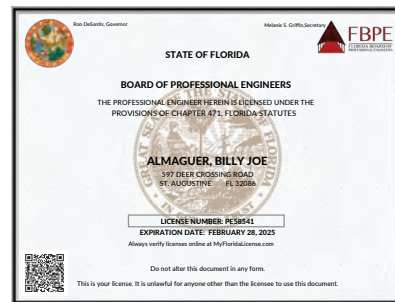 Ron DeSantis, Governor
Melanie S. Griffin,Secretary
FBPE
FLORIDA BOARD OF
PROFESSIONAL ENGINEERS
STATE OF FLORIDA
BOARD OF PROFESSIONAL ENGINEERS
THE PROFESSIONAL ENGINEER HEREIN IS LICENSED UNDER THE
PROVISIONS OF CHAPTER 471, FLORIDA STATUTES
ALMAGUER, BILLY JOE
597 DEER CROSSING ROAD
ST. AUGUSTINE FL 32086
LICENSE NUMBER: PE58541
EXPIRATION DATE: FEBRUARY 28, 2025
Always verify licenses online at MyFloridaLicense.com
Do not alter this document in any form.
This is your license. It is unlawful for anyone other than the licensee to use this document.